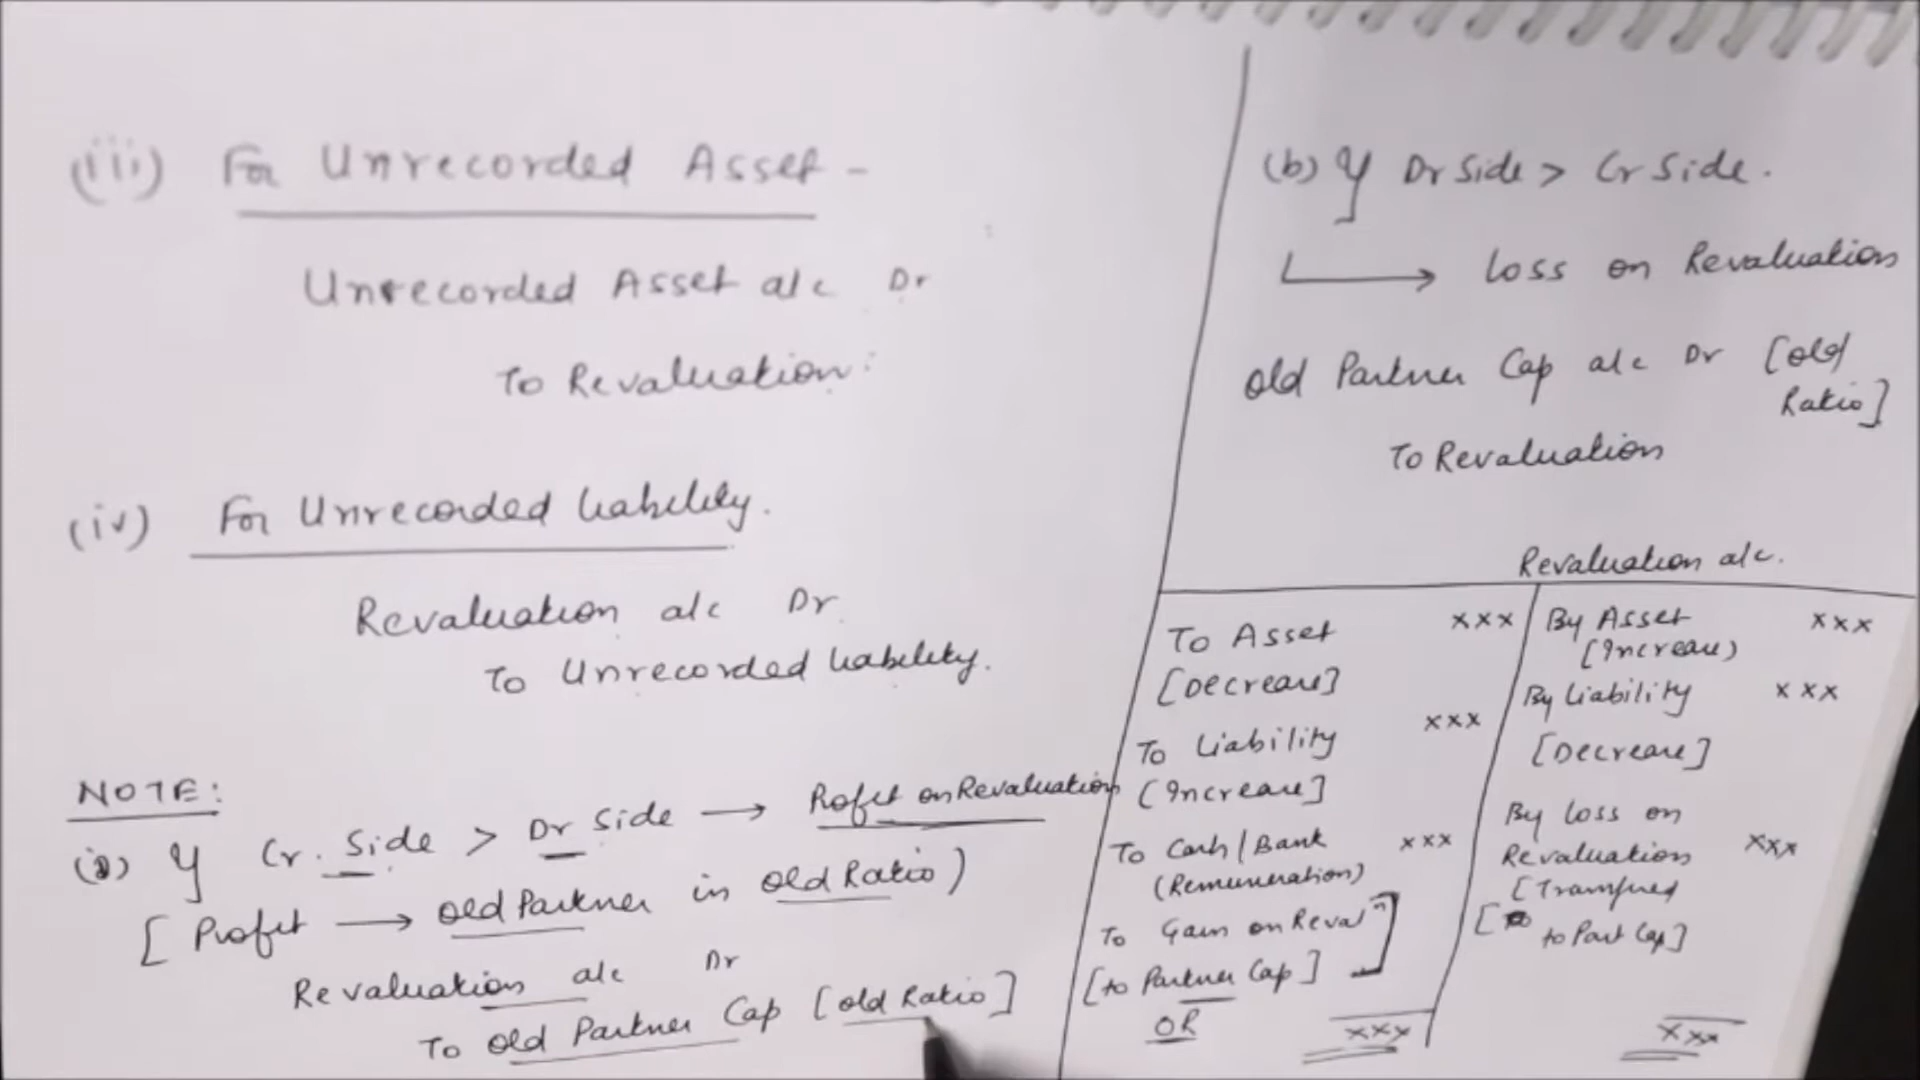 (iii) For Unrecorded Asset -
Unrecorded Asset a/c Dr
To Revaluation.
(iv) For Unrecorded liability.
Revaluation a/c Dr
To Unrecorded liability.
NOTE:
If Cr. Side > Dr Side → Profit on Revaluation
[Profit → old Partner in old Ratio)
Revaluation a/c Dr
To old Partner Cap [old Ratio]
(b) If Dr Side > Cr Side.
→ loss on Revaluation
old Partner Cap a/c Dr [old
Ratio]
To Revaluation
Revaluation a/c.
To Asset xxx
[Decrease]
To Liability xxx
(Increase]
To Cash/Bank xxx
(Remuneration)
To Gain on Revaln
[to Partner Cap]
OR
xxx
By Asset xxx
[Increase)
By Liability xxx
[Decrease]
By loss on
Revaluation xxx
[Transfered
[to Part Cap]
xxx